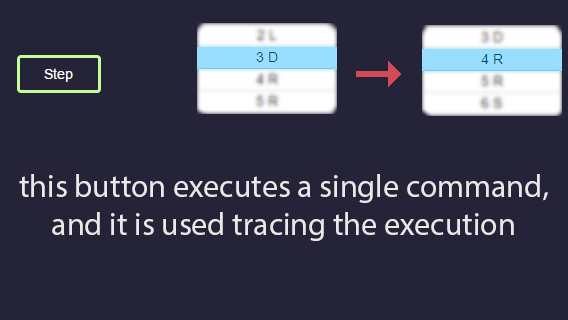 Step
2 L
3 D
4 R
5 R
3 D
4 R
5 R
6 S
this button executes a single command,
and it is used tracing the execution